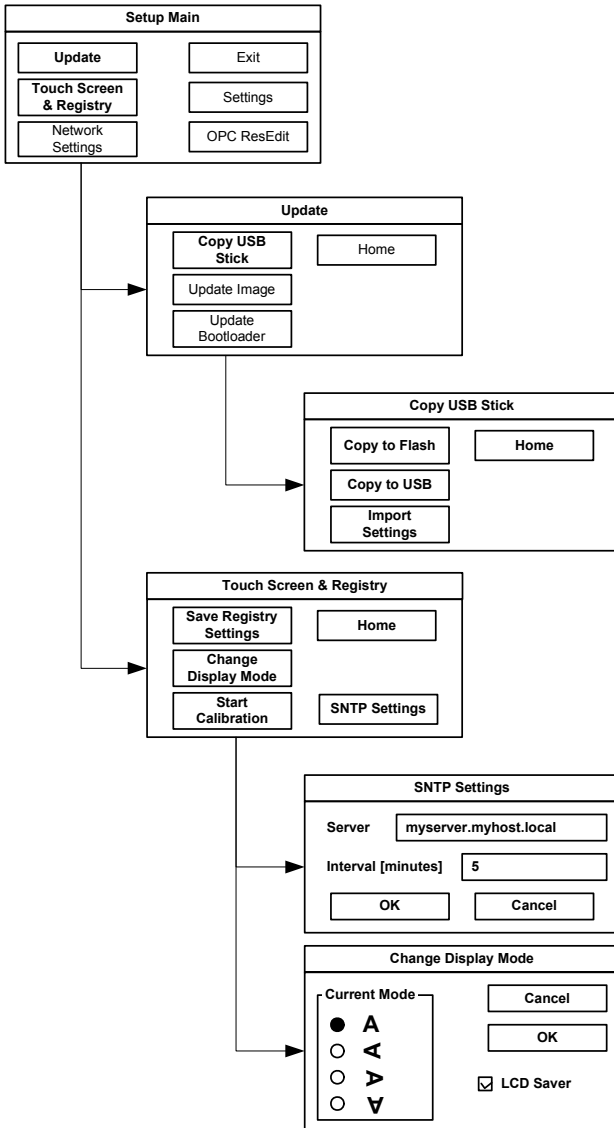 Setup Main
Update
Exit
Touch Screen
& Registry
Settings
Network
Settings
OPC ResEdit
Update
Copy USB
Stick
Home
Update Image
Update
Bootloader
Copy USB Stick
Copy to Flash
Home
Copy to USB
Import
Settings
Touch Screen & Registry
Save Registry
Settings
Home
Change
Display Mode
Start
Calibration
SNTP Settings
SNTP Settings
Server
myserver.myhost.local
Interval [minutes]
5
OK
Cancel
Change Display Mode
Current Mode
Cancel
A
OK
A
A
LCD Saver
A